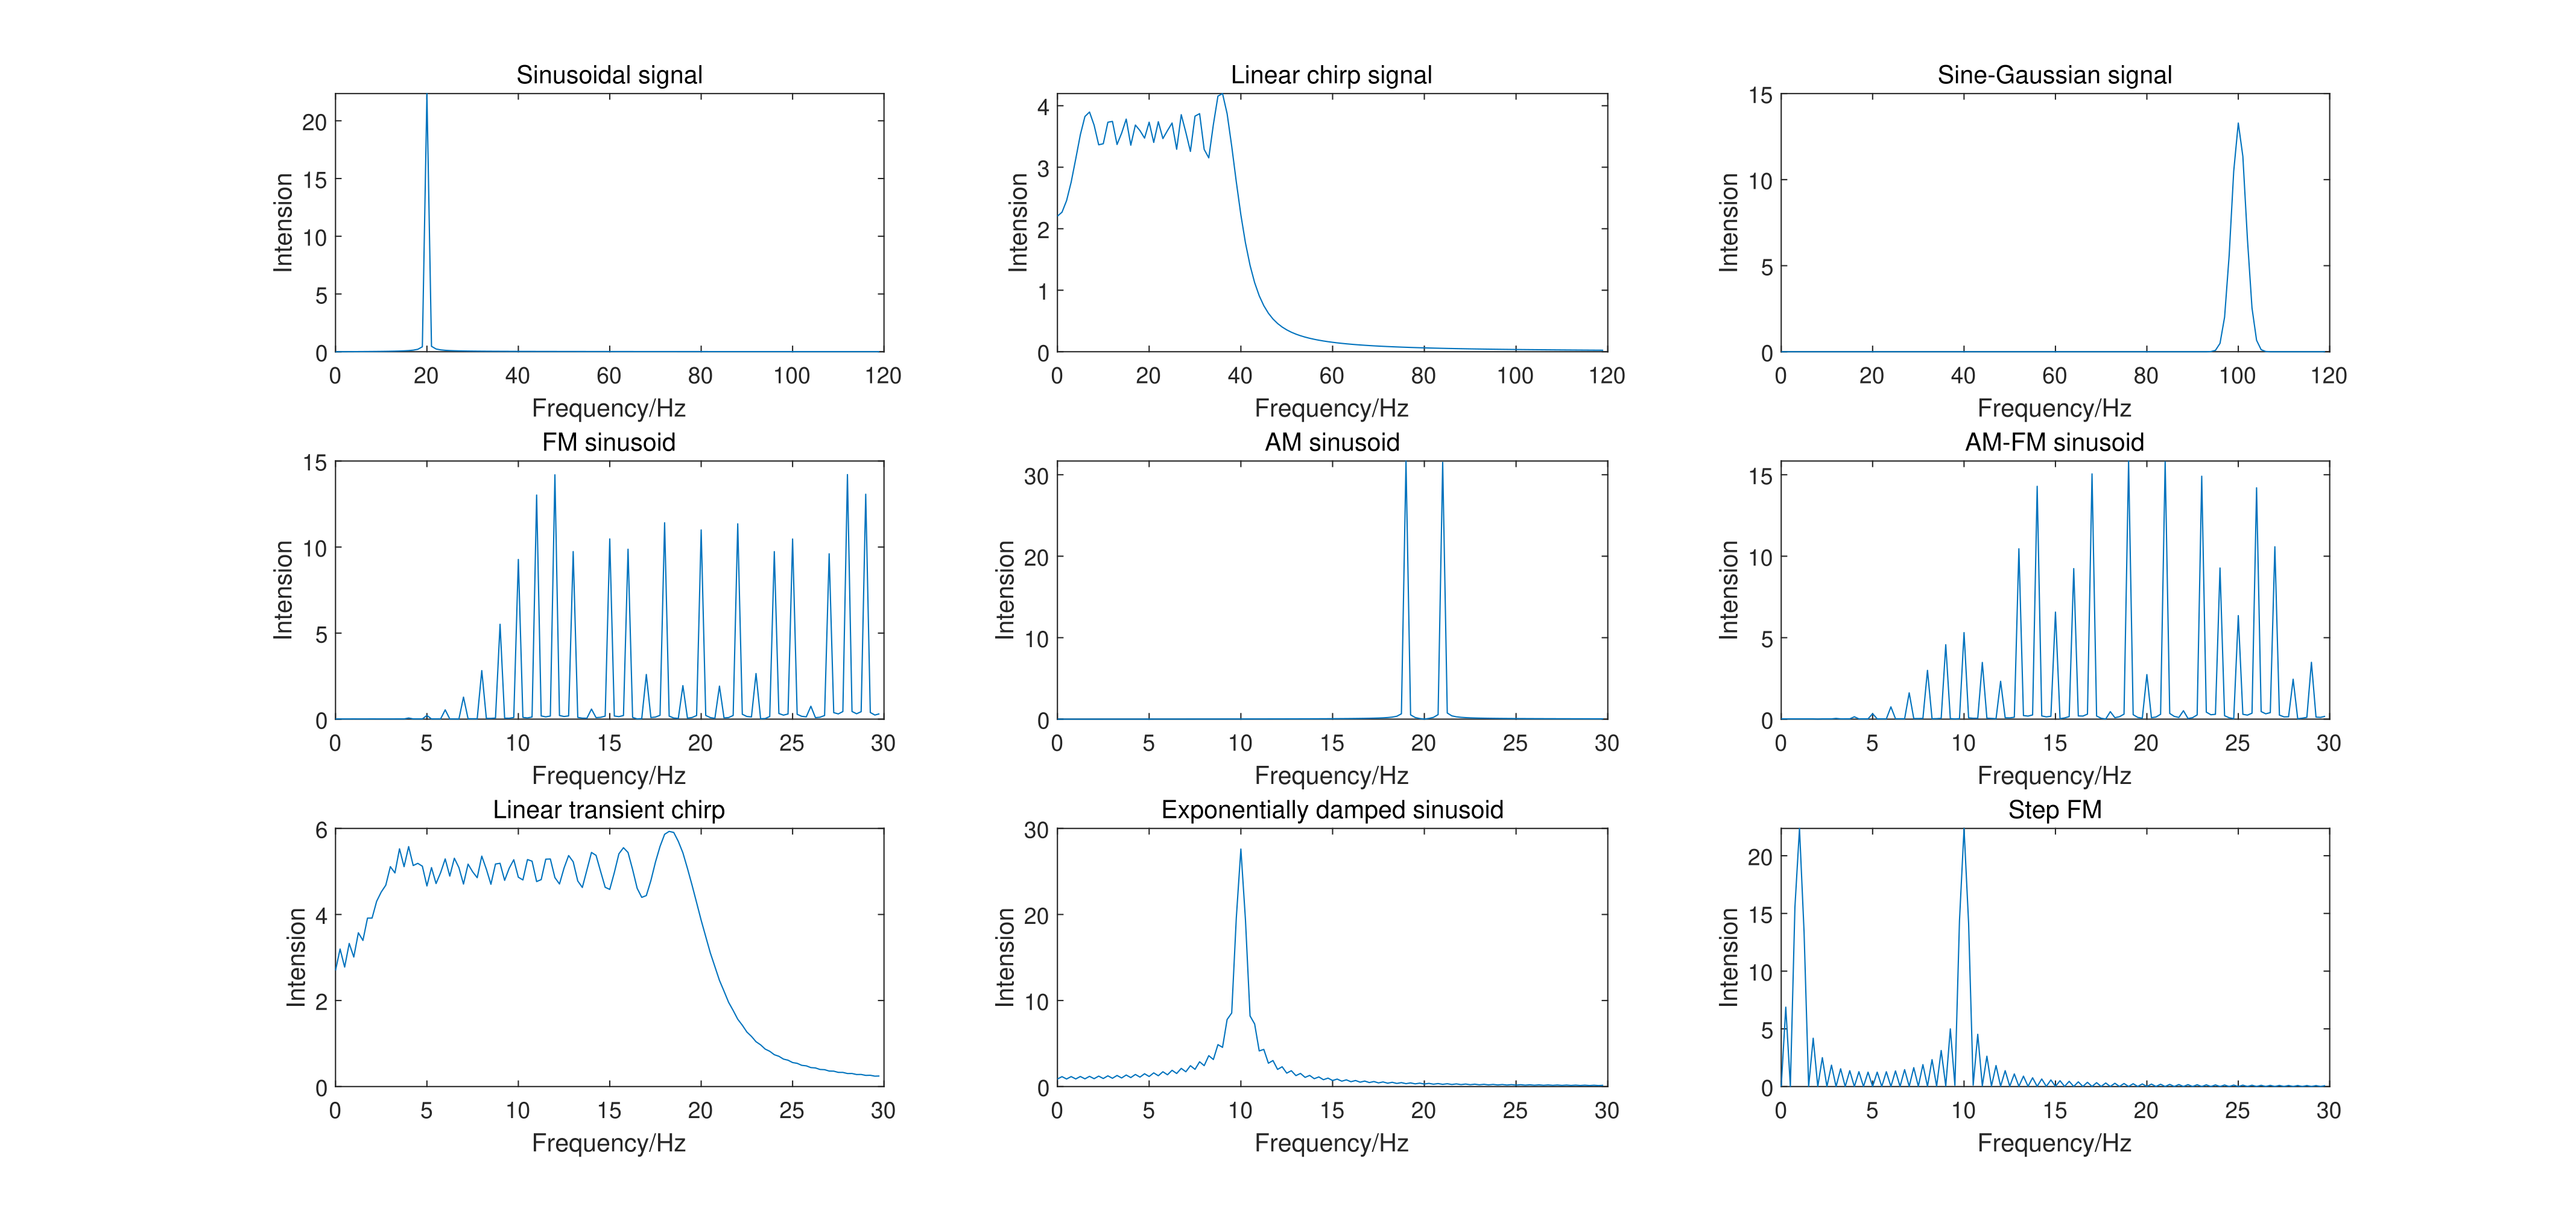 Sinusoidal signal
Linear chirp signal
Sine-Gaussian signal
20
15
10
5
0
Intension
0 20 40 60 80 100 120
Frequency/Hz
4
3
2
1
0
Intension
0 20 40 60 80 100 120
Frequency/Hz
15
10
5
0
Intension
0 20 40 60 80 100 120
Frequency/Hz
FM sinusoid
AM sinusoid
AM-FM sinusoid
15
10
5
0
Intension
0 5 10 15 20 25 30
Frequency/Hz
30
20
10
0
Intension
0 5 10 15 20 25 30
Frequency/Hz
15
10
5
0
Intension
0 5 10 15 20 25 30
Frequency/Hz
Linear transient chirp
Exponentially damped sinusoid
Step FM
6
4
2
0
Intension
0 5 10 15 20 25 30
Frequency/Hz
30
20
10
0
Intension
0 5 10 15 20 25 30
Frequency/Hz
20
15
10
5
0
Intension
0 5 10 15 20 25 30
Frequency/Hz